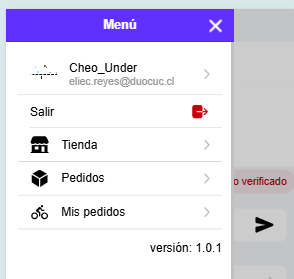 Menú
Cheo_Under
eliec.reyes@duocuc.cl
Salir
Tienda
Pedidos
o verificado
Mis pedidos
versión: 1.0.1